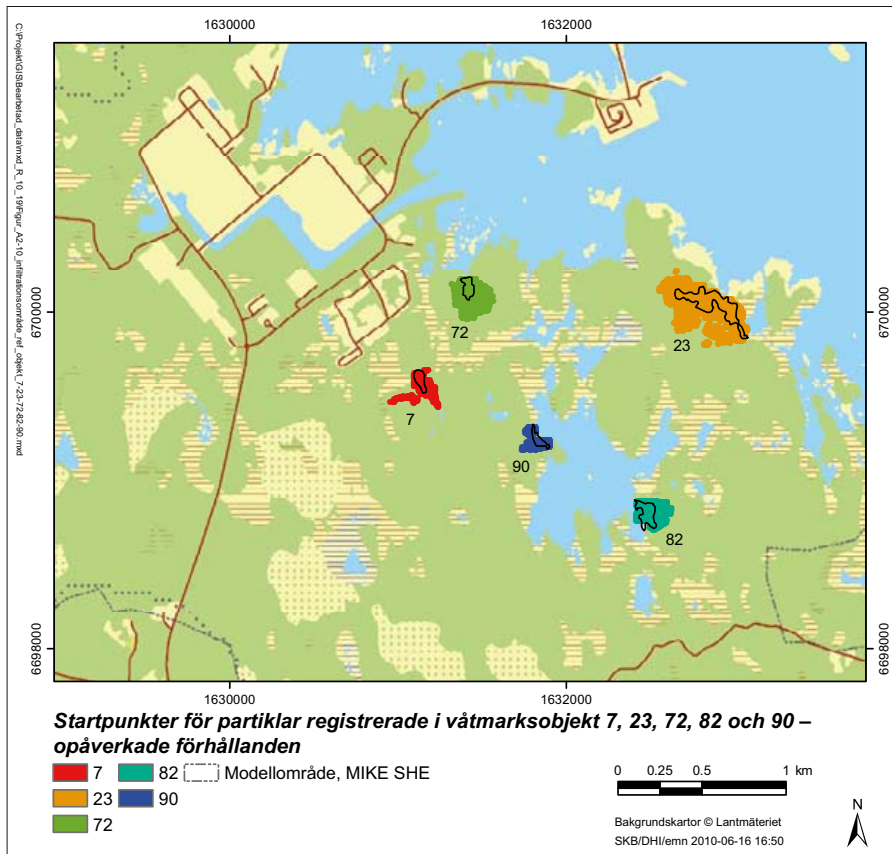 1630000
1632000
C:\Projekt\GIS\Bearbetad_data\mxd_R_10_19\Figur_A2-10_infiltrationsområde_ref_objekt_7-23-72-82-90.mxd
6700000
6700000
72
23
7
90
82
6698000
6698000
1630000
1632000
Startpunkter för partiklar registrerade i våtmarksobjekt 7, 23, 72, 82 och 90 –
opåverkade förhållanden
7
82
Modellområde, MIKE SHE
23
90
72
0 0.25 0.5 1 km
Bakgrundskartor © Lantmäteriet
SKB/DHI/emn 2010-06-16 16:50
N